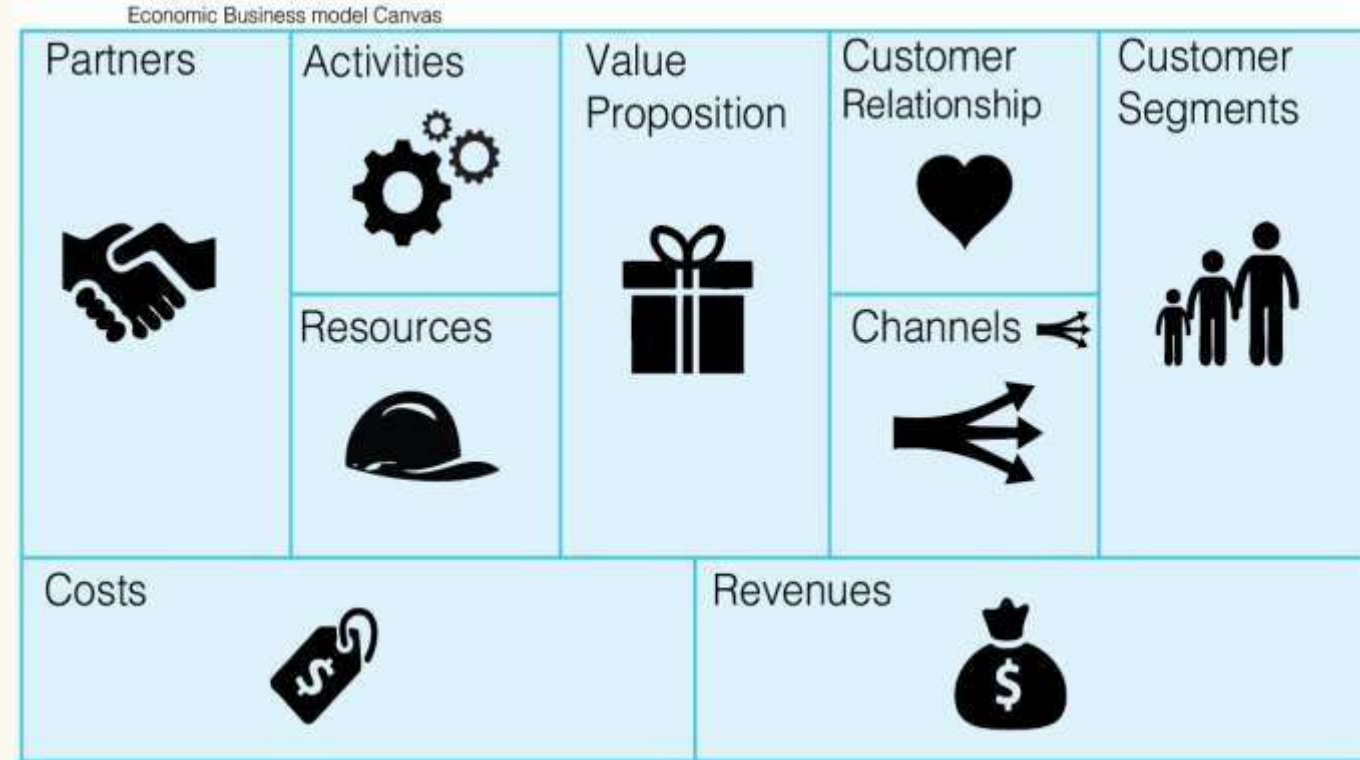 Economic Business model Canvas
Partners
Activities
Value
Proposition
Customer
Relationship
Customer
Segments
Resources
Channels
Costs
$
Revenues
$